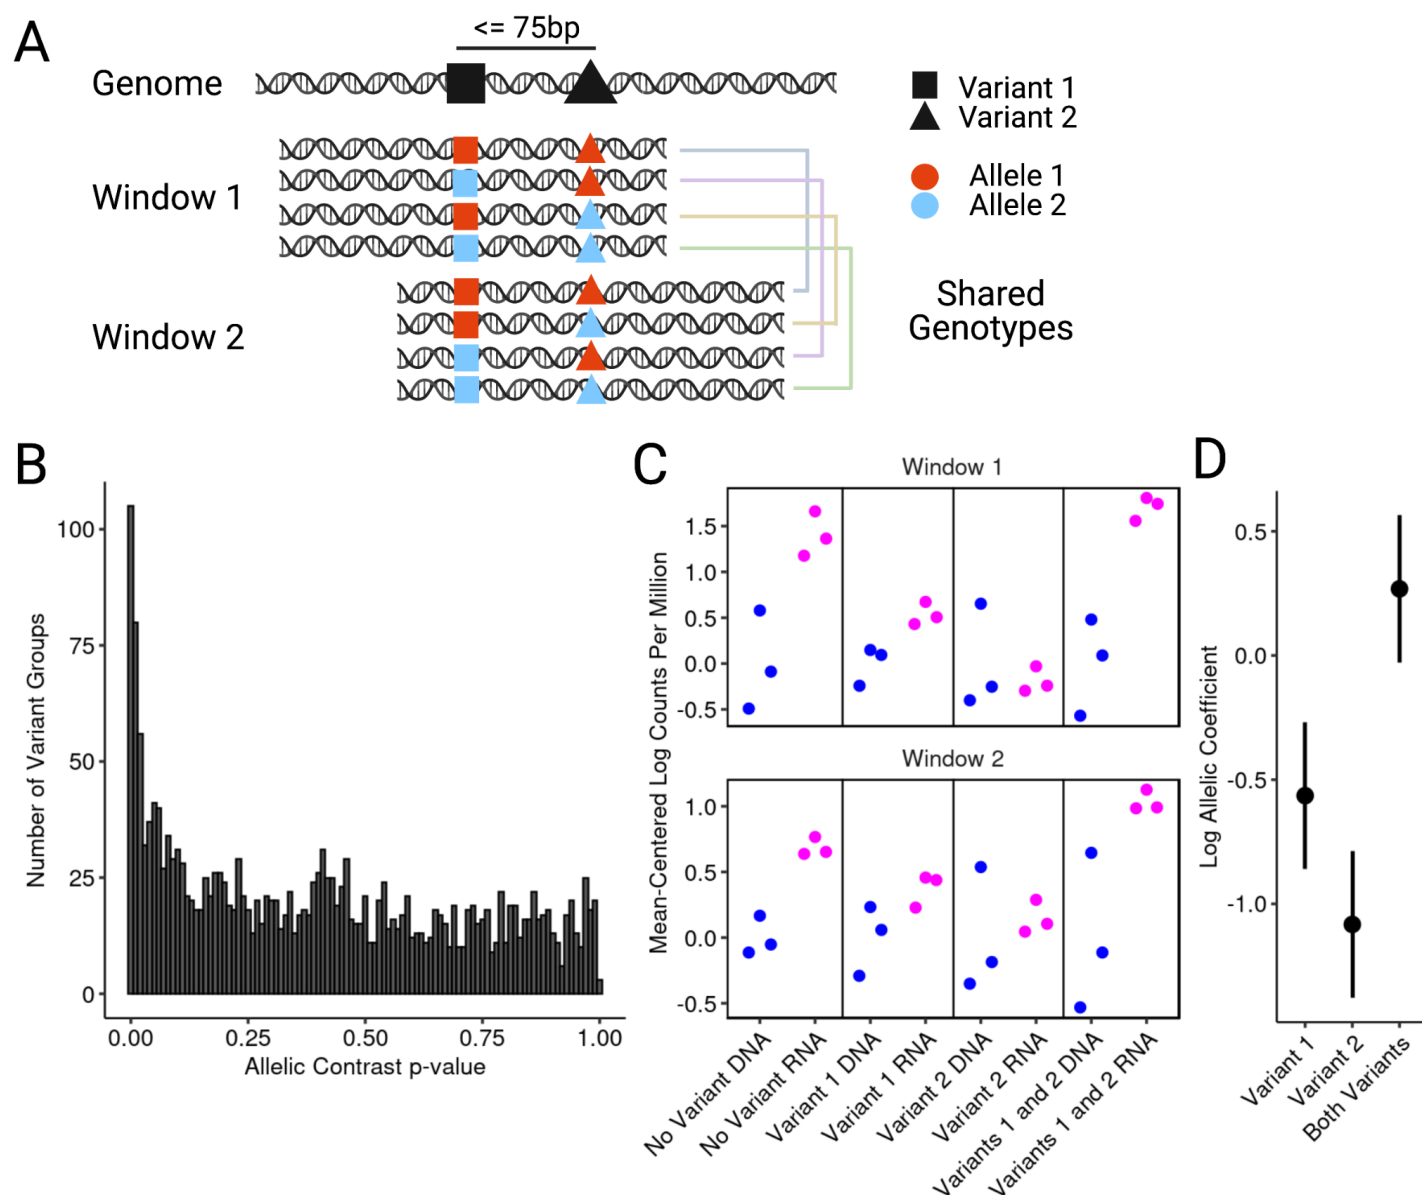 A
<= 75bp
Genome
Variant 1
Variant 2
Window 1
Allele 1
Allele 2
Window 2
Shared
Genotypes
B
Number of Variant Groups
100
75
50
25
0
0.00 0.25 0.50 0.75 1.00
Allelic Contrast p-value
C
Mean-Centered Log Counts Per Million
Window 1
1.5
1.0
0.5
0.0
-0.5
Window 2
1.0
0.5
0.0
-0.5
No Variant DNA
No Variant RNA
Variant 1 DNA
Variant 1 RNA
Variant 2 DNA
Variant 2 RNA
Variants 1 and 2 DNA
Variants 1 and 2 RNA
D
Log Allelic Coefficient
0.5
0.0
-0.5
-1.0
Variant 1
Variant 2
Both Variants